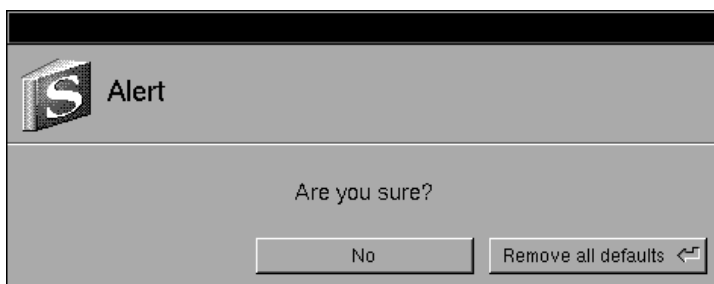 S
Alert
Are you sure?
No
Remove all defaults